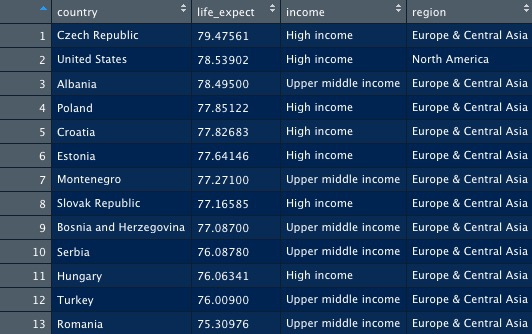 country life_expect income region
1 Czech Republic 79.47561 High income Europe & Central Asia
2 United States 78.53902 High income North America
3 Albania 78.49500 Upper middle income Europe & Central Asia
4 Poland 77.85122 High income Europe & Central Asia
5 Croatia 77.82683 High income Europe & Central Asia
6 Estonia 77.64146 High income Europe & Central Asia
7 Montenegro 77.27100 Upper middle income Europe & Central Asia
8 Slovak Republic 77.16585 High income Europe & Central Asia
9 Bosnia and Herzegovina 77.08700 Upper middle income Europe & Central Asia
10 Serbia 76.08780 Upper middle income Europe & Central Asia
11 Hungary 76.06341 High income Europe & Central Asia
12 Turkey 76.00900 Upper middle income Europe & Central Asia
13 Romania 75.30976 Upper middle income Europe & Central Asia